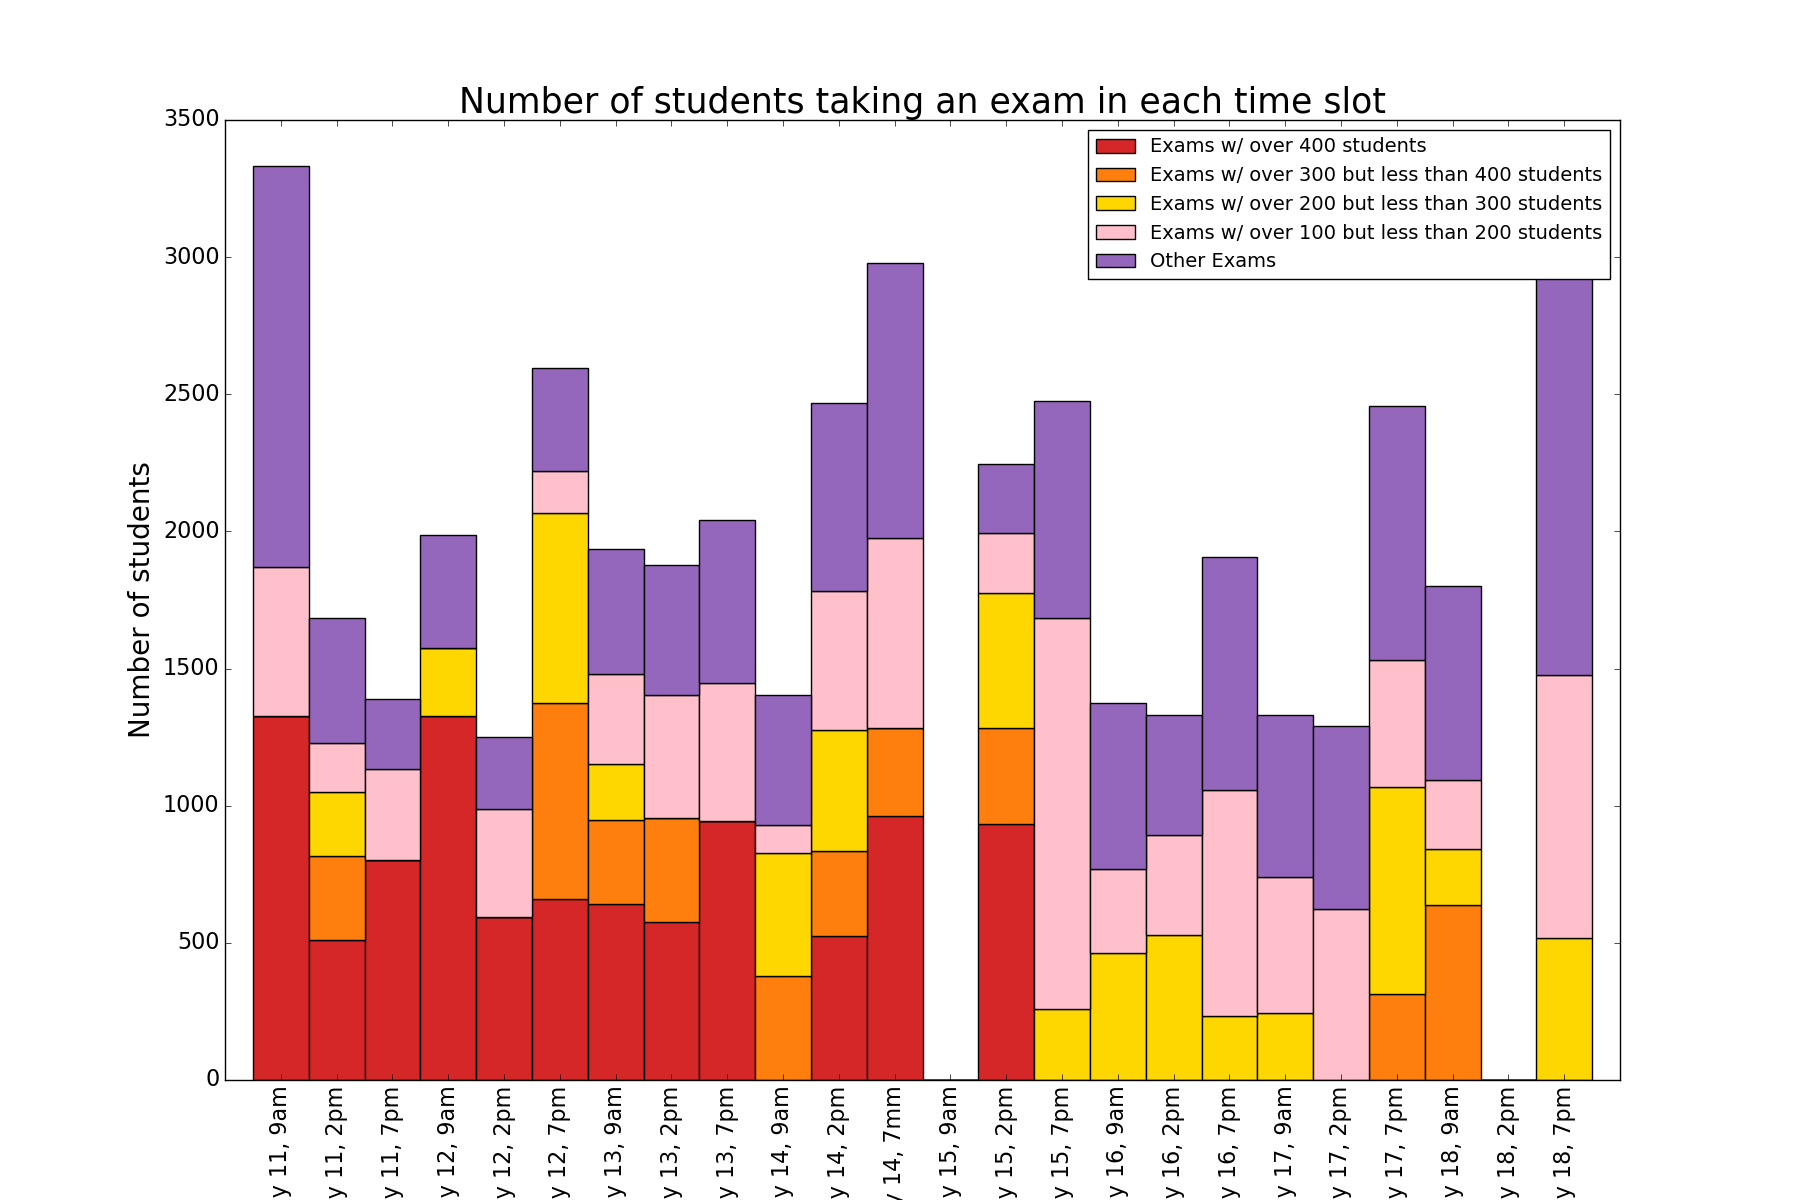 Number of students taking an exam in each time slot
3500
3000
2500
2000
1500
1000
500
0
Number of students
Exams w/ over 400 students
Exams w/ over 300 but less than 400 students
Exams w/ over 200 but less than 300 students
Exams w/ over 100 but less than 200 students
Other Exams
y 11, 9am
y 11, 2pm
y 11, 7pm
y 12, 9am
y 12, 2pm
y 12, 7pm
y 13, 9am
y 13, 2pm
y 13, 7pm
y 14, 9am
y 14, 2pm
y 14, 7mm
y 15, 9am
y 15, 2pm
y 15, 7pm
y 16, 9am
y 16, 2pm
y 16, 7pm
y 17, 9am
y 17, 2pm
y 17, 7pm
y 18, 9am
y 18, 2pm
y 18, 7pm